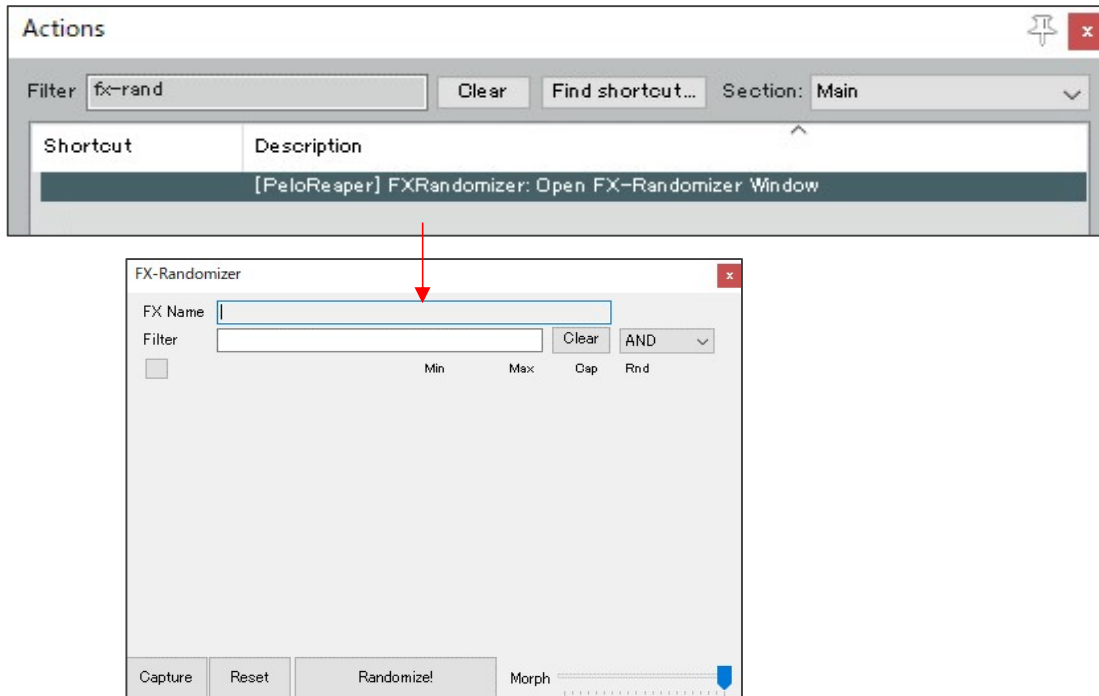 Actions
Filter fx-rand Clear Find shortcut... Section: Main
Shortcut Description
[PeloReaper] FXRandomizer: Open FX-Randomizer Window
FX-Randomizer
FX Name
Filter Clear AND
Min Max Cap Rnd
Capture Reset Randomize! Morph